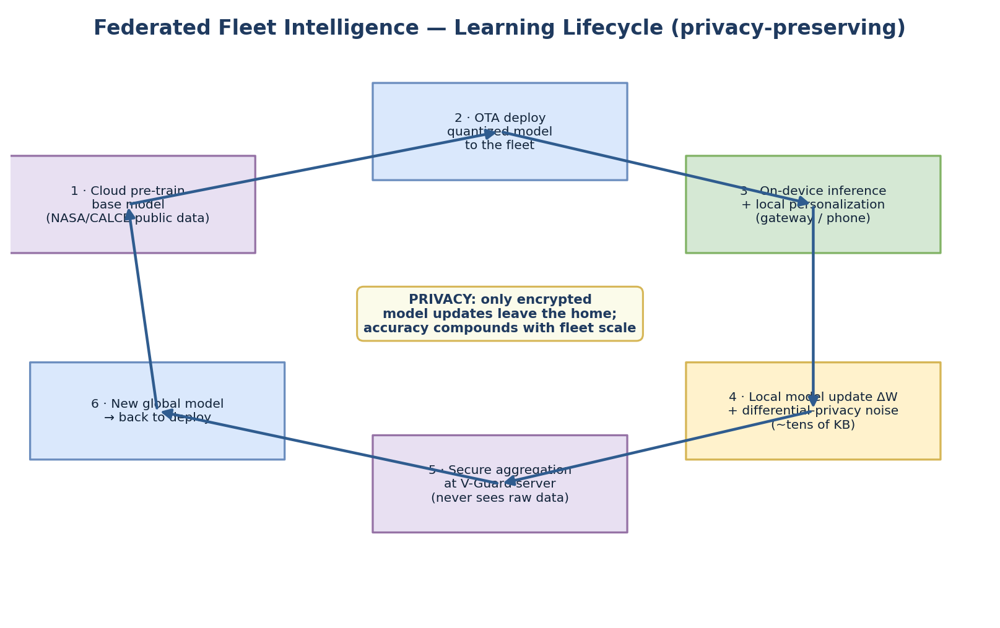 Federated Fleet Intelligence — Learning Lifecycle (privacy-preserving)
1 · Cloud pre-train
base model
(NASA/CALCE public data)
2 · OTA deploy
quantized model
to the fleet
3 · On-device inference
+ local personalization
(gateway / phone)
PRIVACY: only encrypted
model updates leave the home;
accuracy compounds with fleet scale
4 · Local model update ΔW
+ differential-privacy noise
(~tens of KB)
5 · Secure aggregation
at V-Guard server
(never sees raw data)
6 · New global model
→ back to deploy